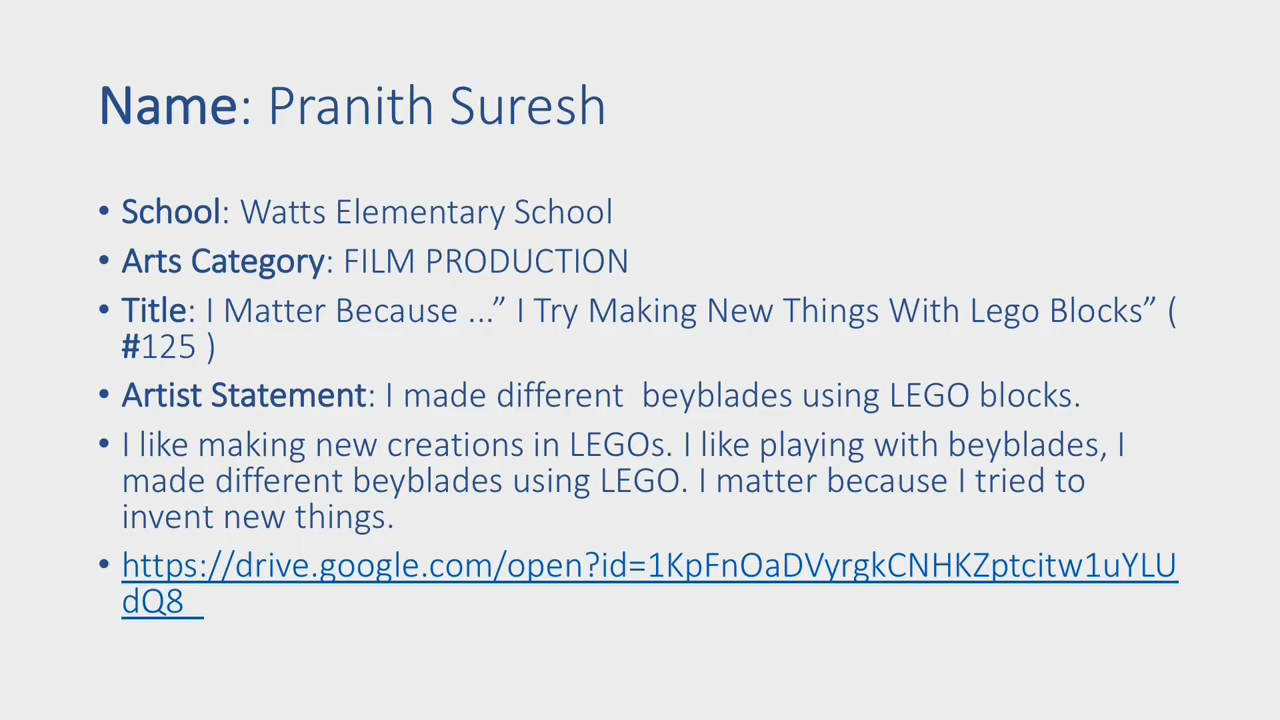 Name: Pranith Suresh
• School: Watts Elementary School
• Arts Category: FILM PRODUCTION
• Title: I Matter Because ...” I Try Making New Things With Lego Blocks” (
#125 )
• Artist Statement: I made different  beyblades using LEGO blocks.
• I like making new creations in LEGOs. I like playing with beyblades, I
made different beyblades using LEGO. I matter because I tried to
invent new things.
• https://drive.google.com/open?id=1KpFnOaDVyrgkCNHKZptcitw1uYLU
dQ8